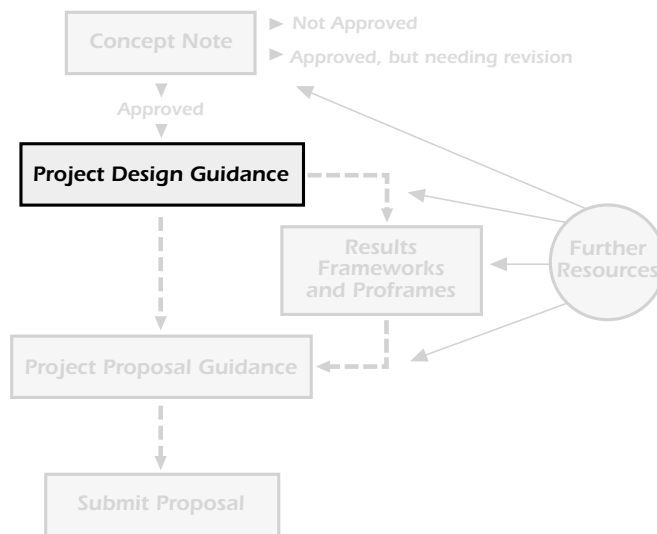 Concept Note
Not Approved
Approved, but needing revision
Approved
Project Design Guidance
Results
Frameworks
and Proframes
Further
Resources
Project Proposal Guidance
Submit Proposal